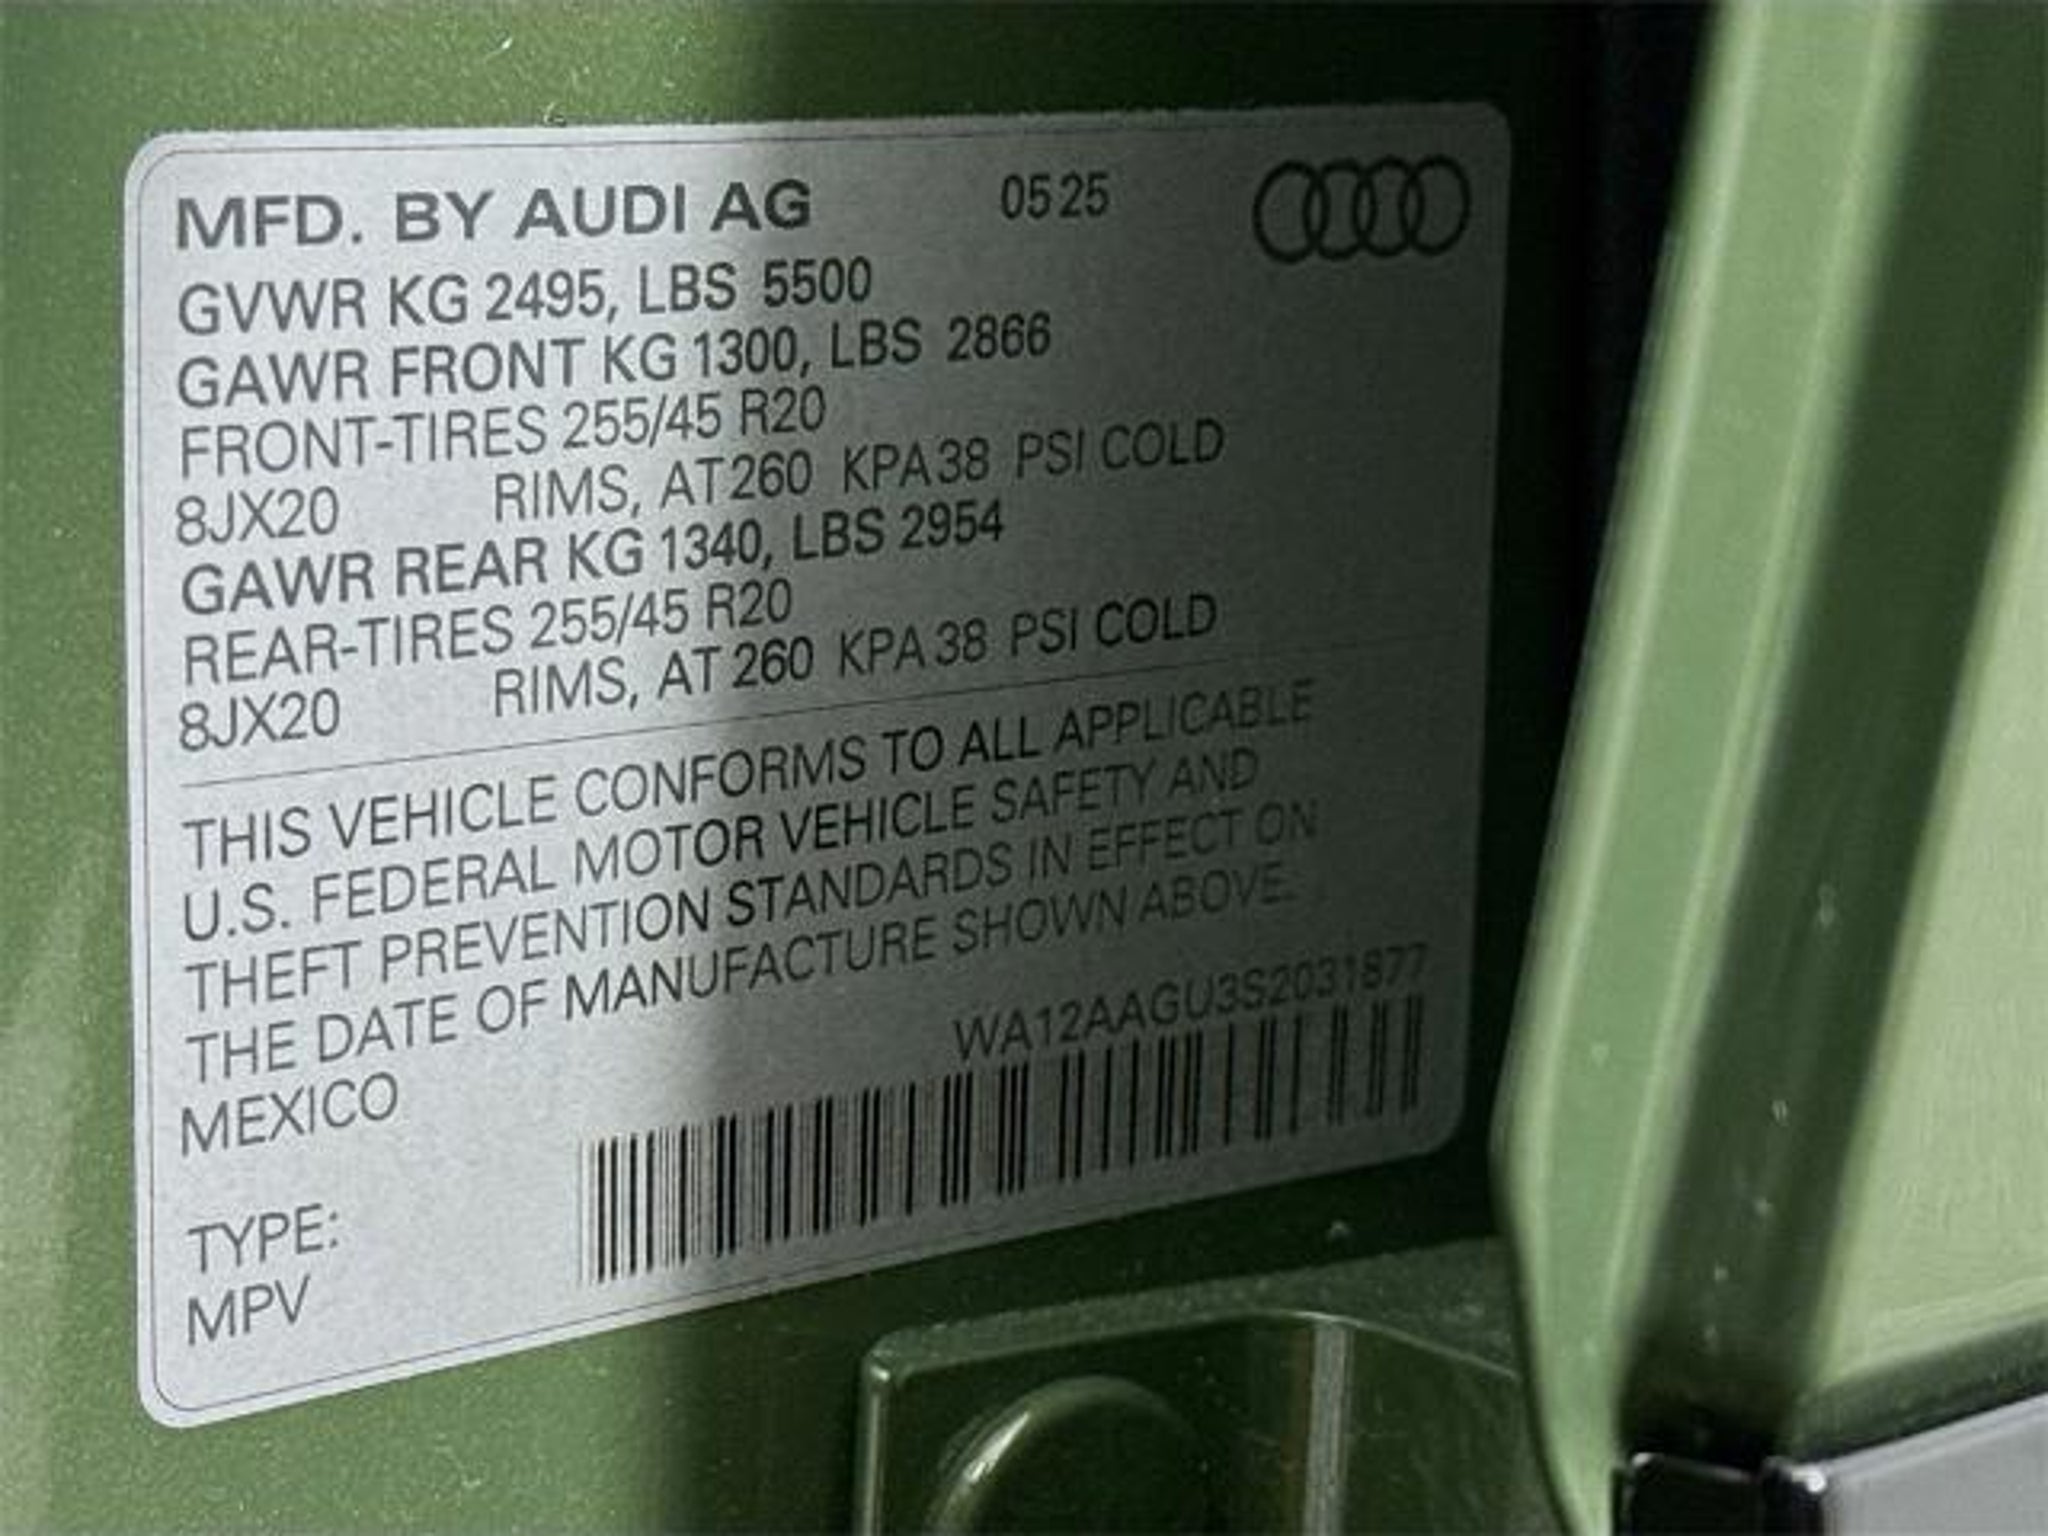 MFD. BY AUDI AG 05 25
GVWR KG 2495, LBS 5500
GAWR FRONT KG 1300, LBS 2866
FRONT-TIRES 255/45 R20
8JX20 RIMS, AT 260 KPA 38 PSI COLD
GAWR REAR KG 1340, LBS 2954
REAR-TIRES 255/45 R20
8JX20 RIMS, AT 260 KPA 38 PSI COLD
THIS VEHICLE CONFORMS TO ALL APPLICABLE
U.S. FEDERAL MOTOR VEHICLE SAFETY AND
THEFT PREVENTION STANDARDS IN EFFECT ON
THE DATE OF MANUFACTURE SHOWN ABOVE.
WA12AAGU3S2031877
MEXICO
TYPE:
MPV